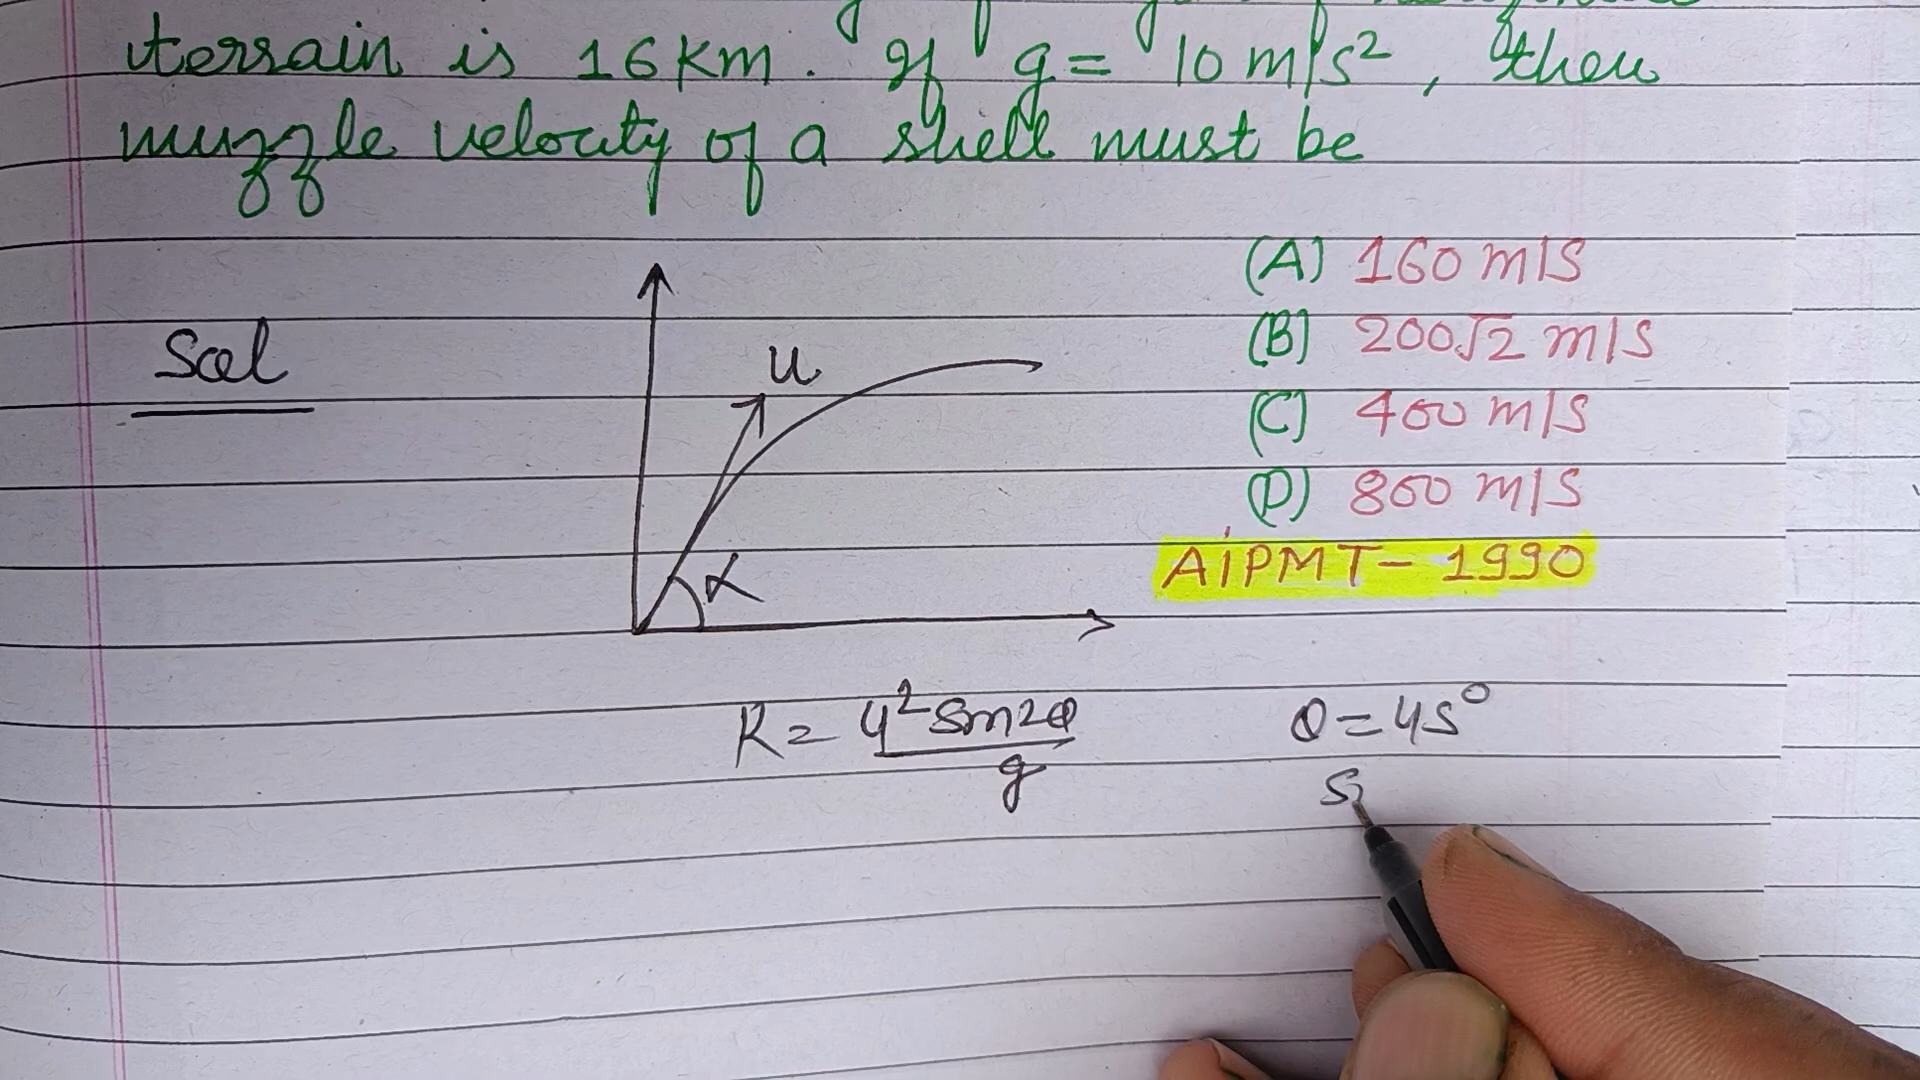 terrain is 16 km. If g = 10 m/s², then
muzzle velocity of a shell must be
(A) 160 m/s
(B) 200√2 m/s
(C) 400 m/s
(D) 800 m/s
AIPMT - 1990
Sol
u
α
R = u² sin2θ / g
θ = 45°
S